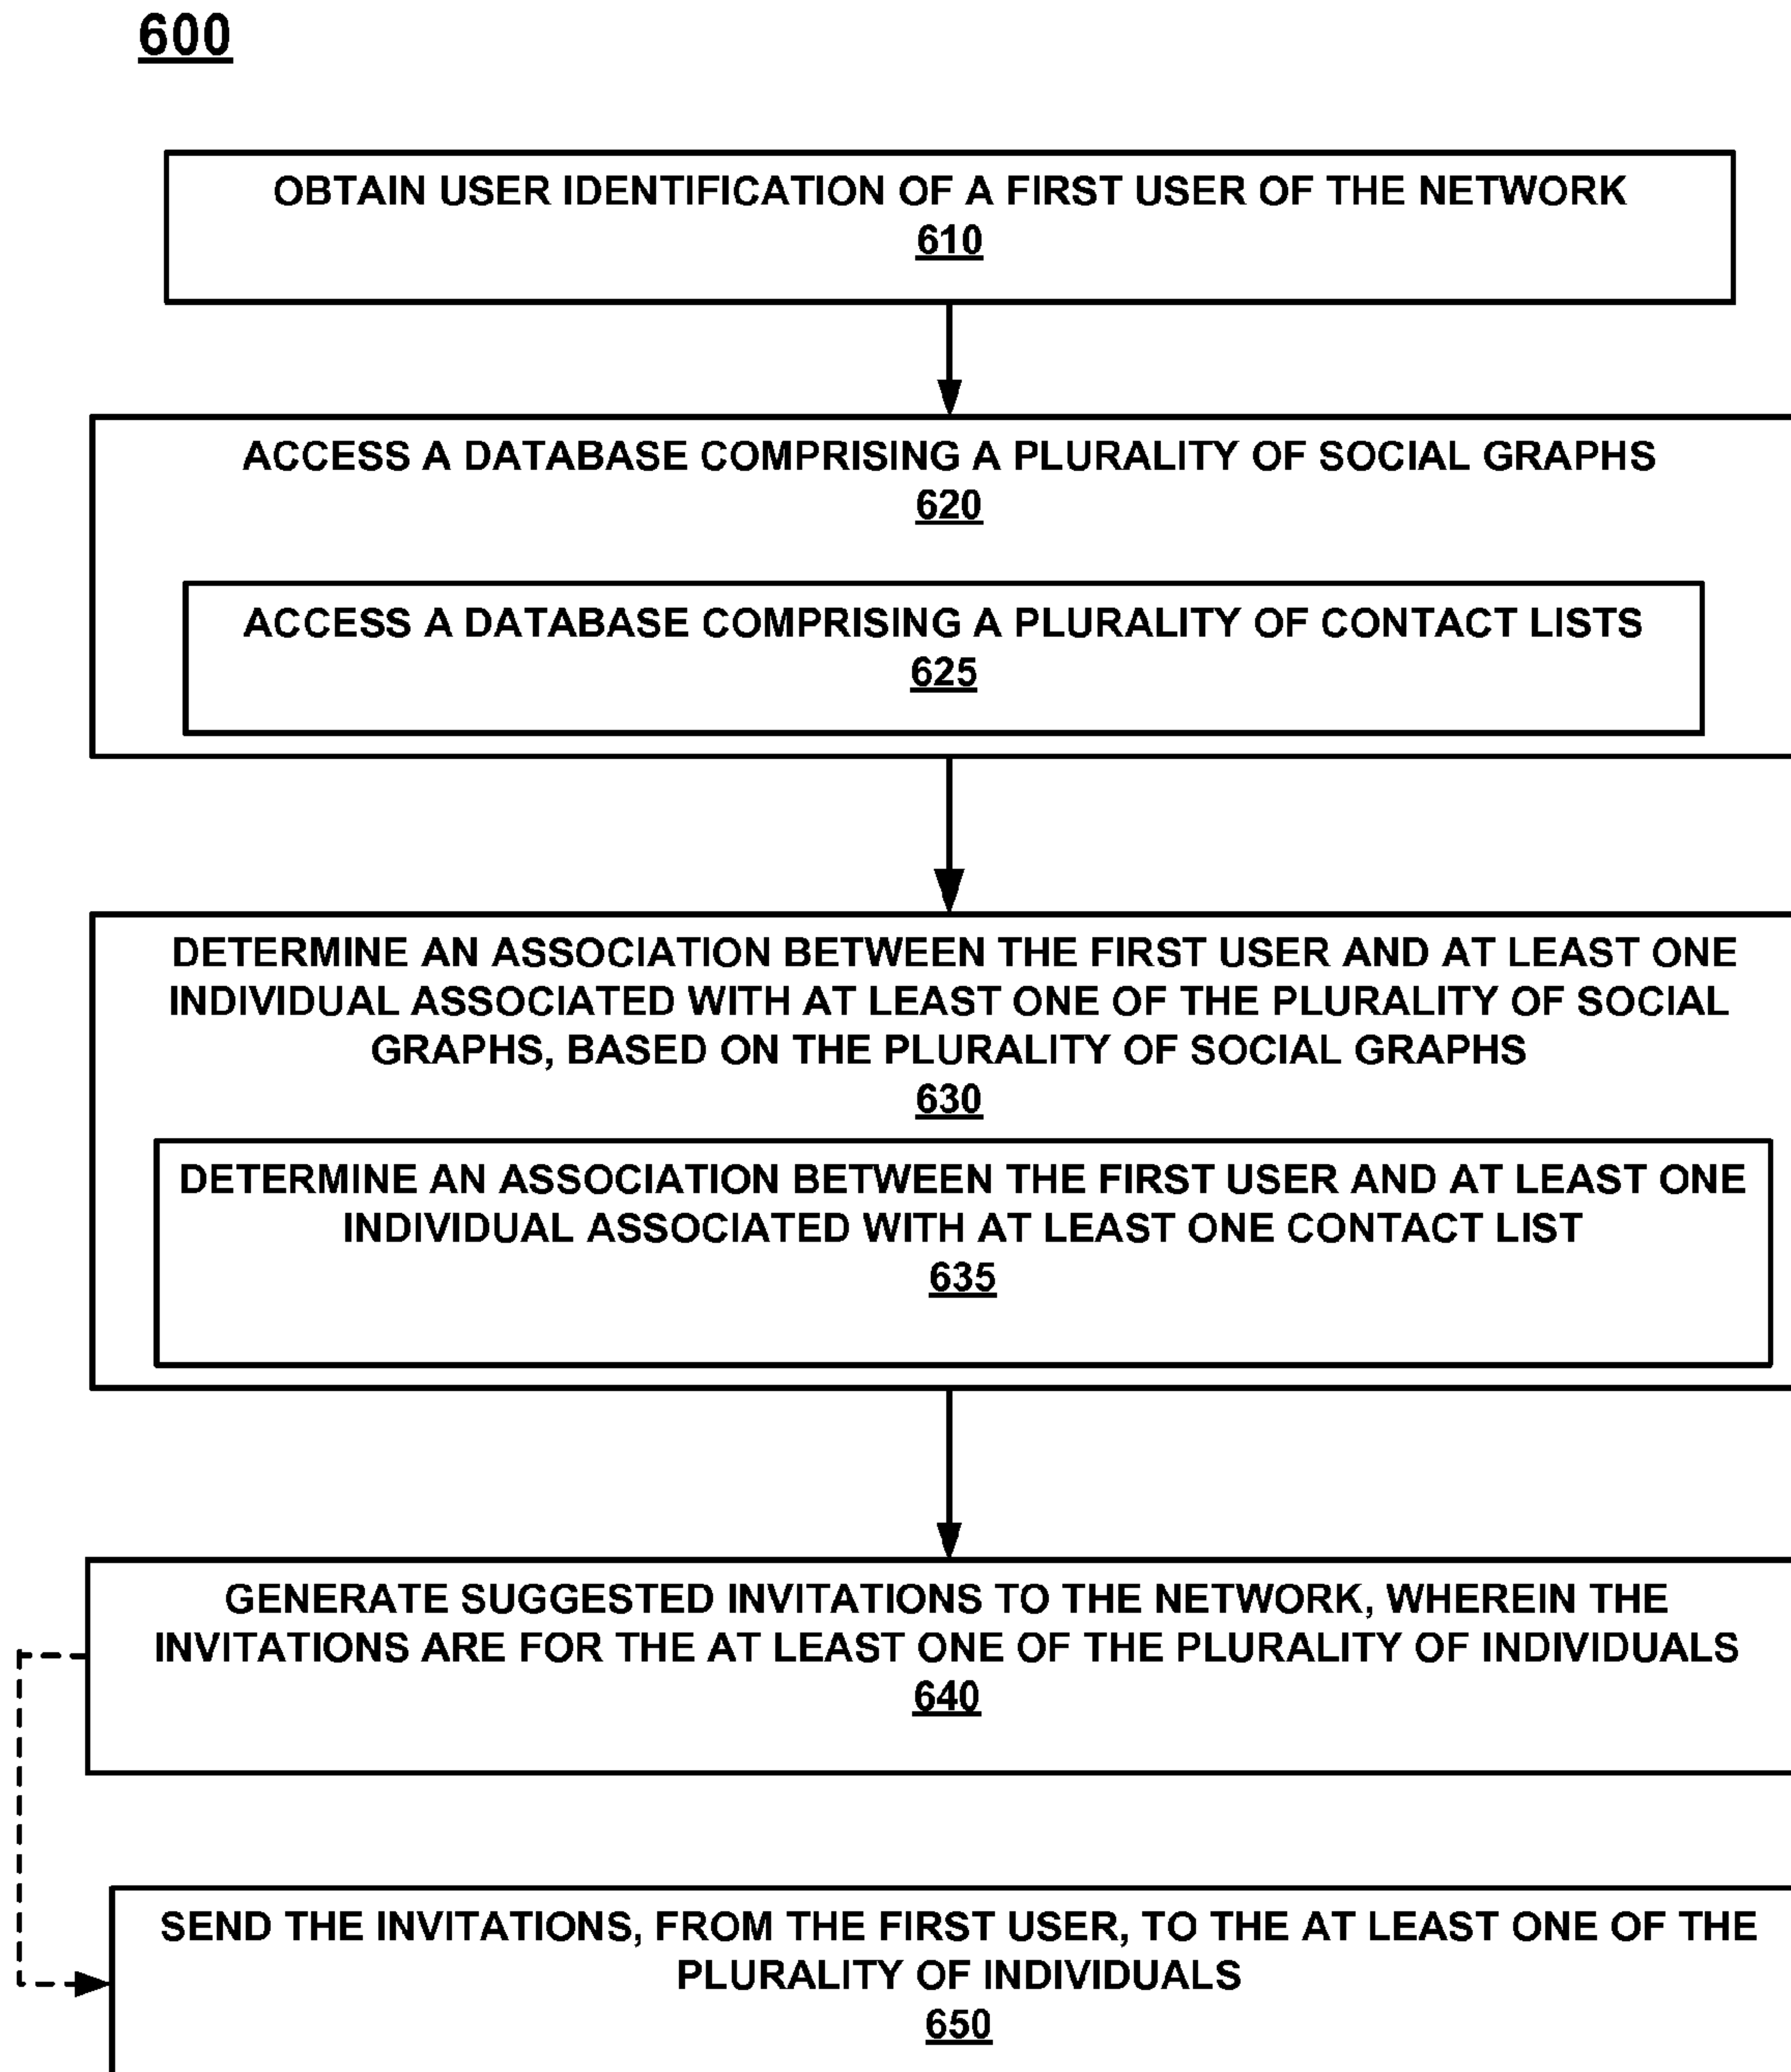 600
OBTAIN USER IDENTIFICATION OF A FIRST USER OF THE NETWORK
610
ACCESS A DATABASE COMPRISING A PLURALITY OF SOCIAL GRAPHS
620
ACCESS A DATABASE COMPRISING A PLURALITY OF CONTACT LISTS
625
DETERMINE AN ASSOCIATION BETWEEN THE FIRST USER AND AT LEAST ONE
INDIVIDUAL ASSOCIATED WITH AT LEAST ONE OF THE PLURALITY OF SOCIAL
GRAPHS, BASED ON THE PLURALITY OF SOCIAL GRAPHS
630
DETERMINE AN ASSOCIATION BETWEEN THE FIRST USER AND AT LEAST ONE
INDIVIDUAL ASSOCIATED WITH AT LEAST ONE CONTACT LIST
635
GENERATE SUGGESTED INVITATIONS TO THE NETWORK, WHEREIN THE
INVITATIONS ARE FOR THE AT LEAST ONE OF THE PLURALITY OF INDIVIDUALS
640
SEND THE INVITATIONS, FROM THE FIRST USER, TO THE AT LEAST ONE OF THE
PLURALITY OF INDIVIDUALS
650